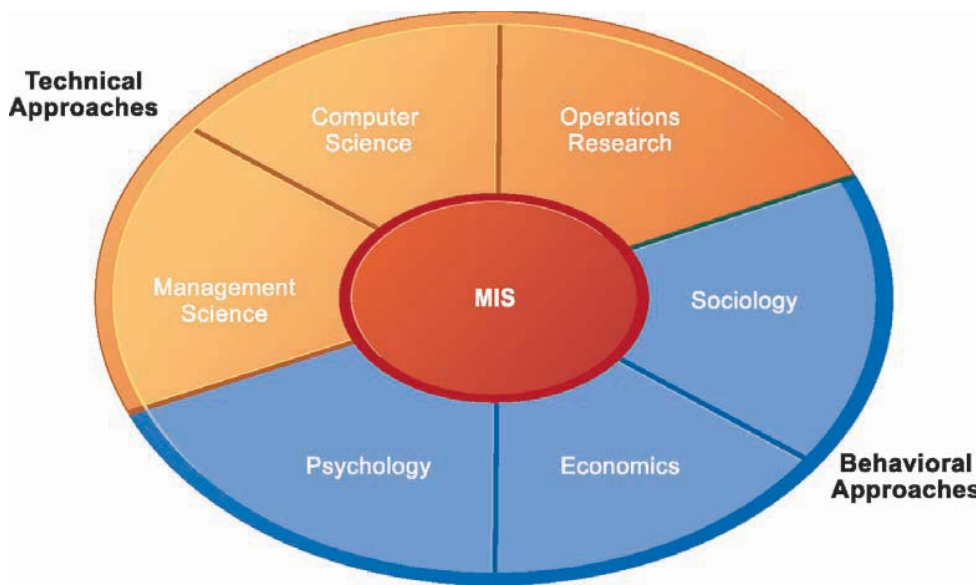 Technical
Approaches
Computer
Science
Operations
Research
Management
Science
MIS
Sociology
Psychology
Economics
Behavioral
Approaches